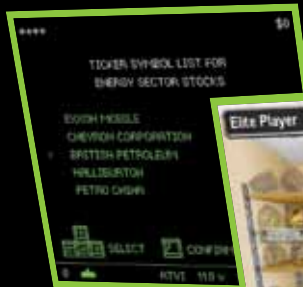 **** $0
TICKER SYMBOL LIST FOR
ENERGY SECTOR STOCKS
EXXON MOBILE
CHEVRON CORPORATION
BRITISH PETROLEUM
HALLIBURTON
PETRO CHINA
SELECT CONFIRM
KTVI
Elite Player